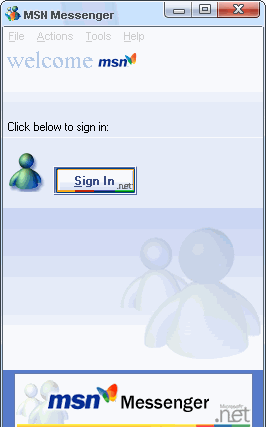 MSN Messenger
File Actions Tools Help
welcome msn
Click below to sign in:
Sign In .net
msn Messenger Microsoft .net